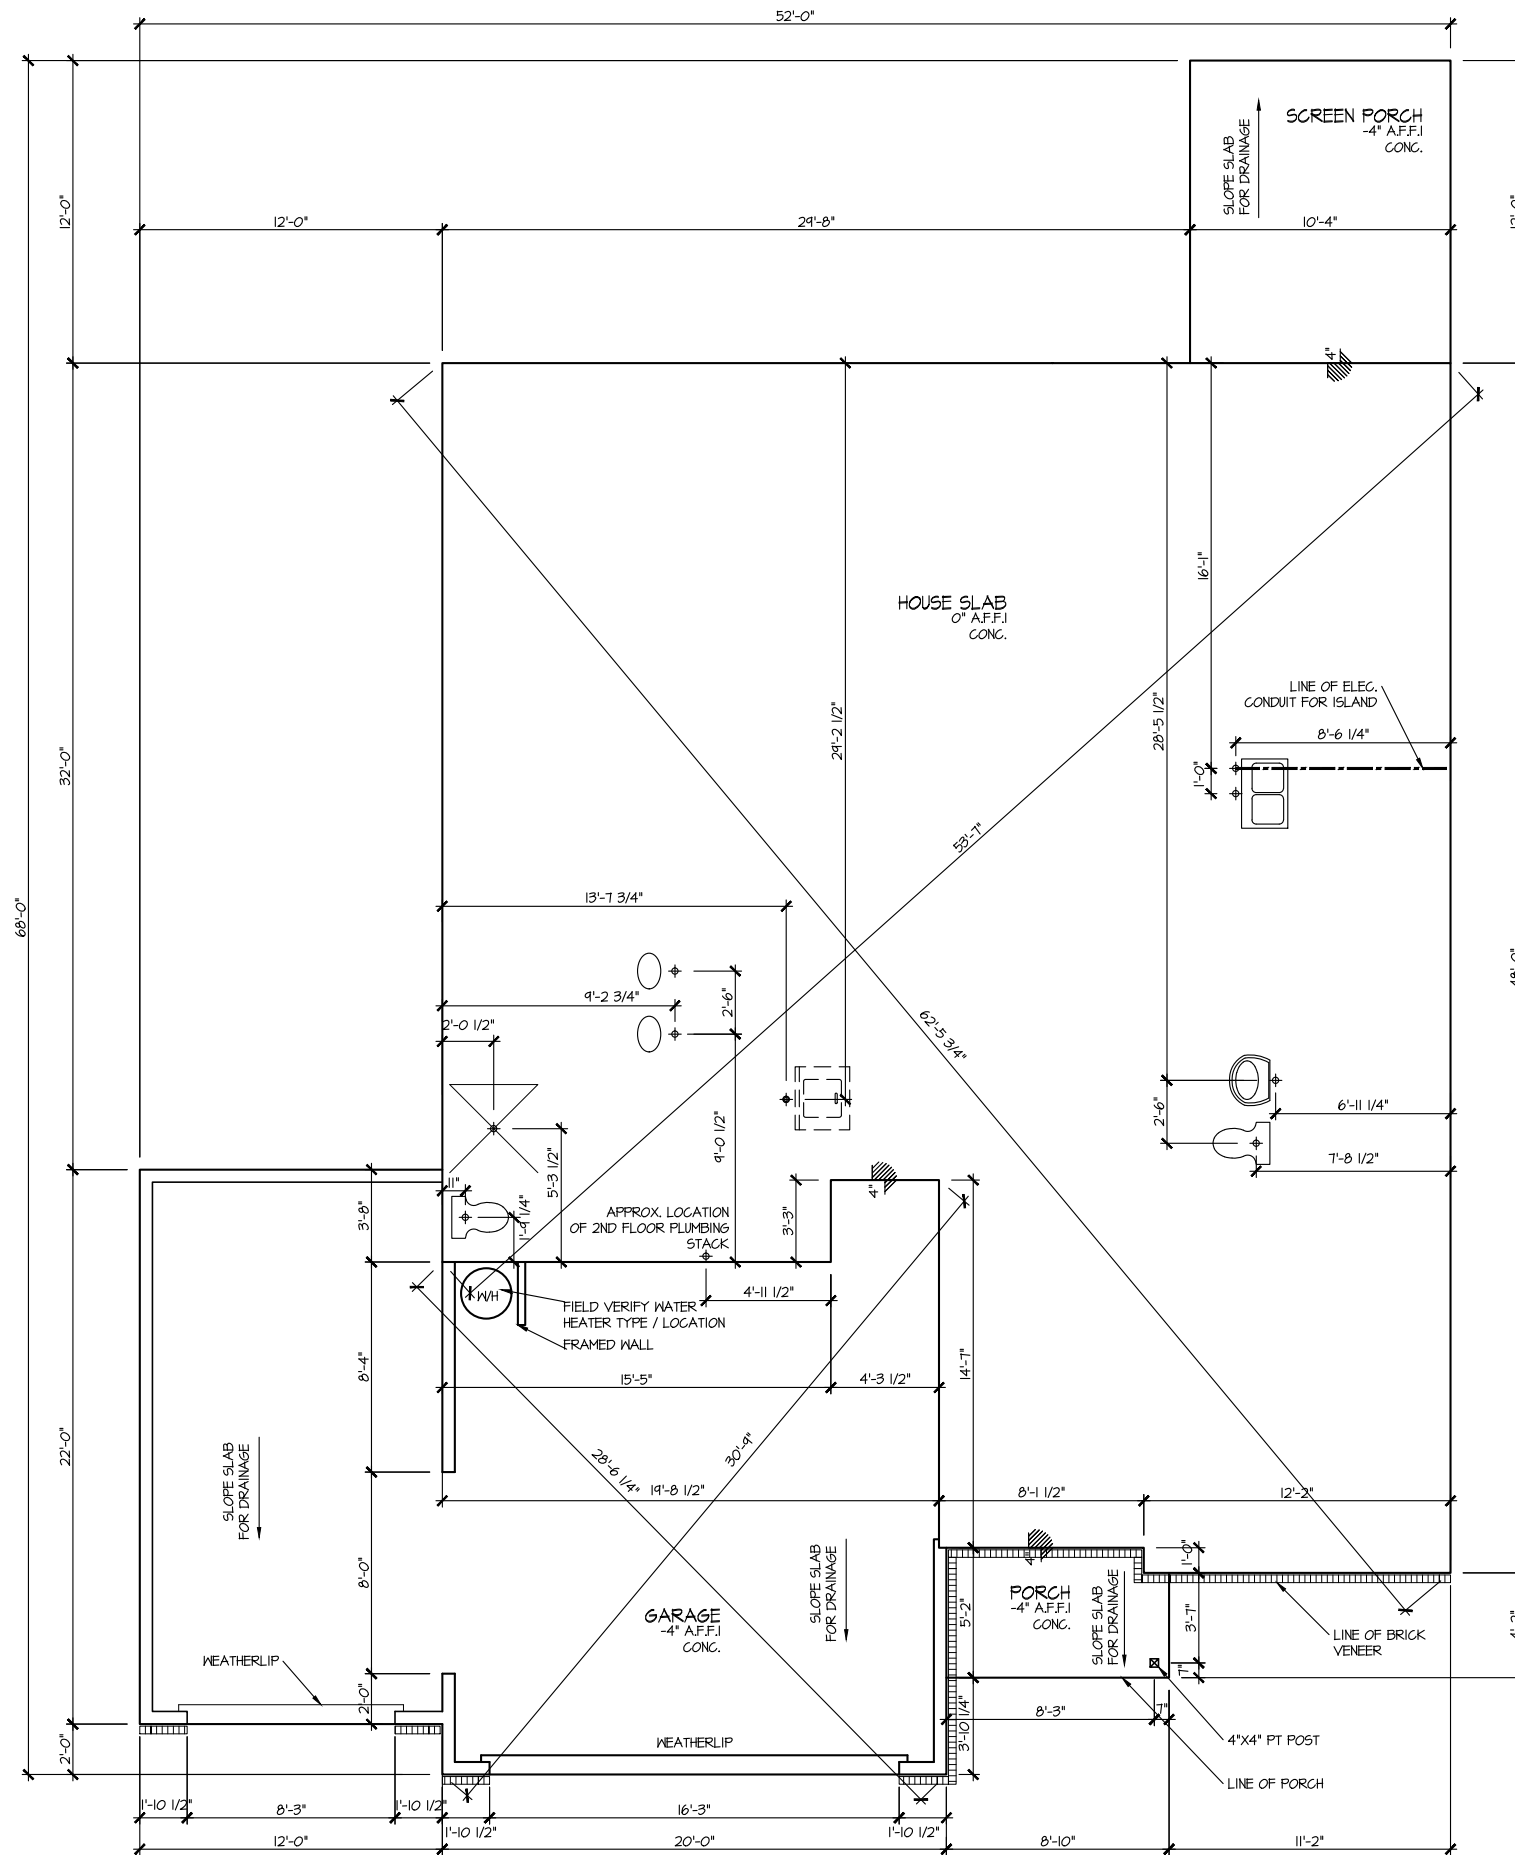 52'-0"
SCREEN PORCH
-4" A.F.F.I
CONC.
SLOPE SLAB
FOR DRAINAGE
12'-0"
12'-0"
29'-8"
10'-4"
4"
16'-1"
HOUSE SLAB
0" A.F.F.I
CONC.
LINE OF ELEC.
CONDUIT FOR ISLAND
29'-2 1/2"
28'-5 1/2"
8'-6 1/4"
1'-0"
32'-0"
53'-7"
68'-0"
13'-7 3/4"
9'-2 3/4"
2'-6"
2'-0 1/2"
62'-5 3/4"
9'-0 1/2"
5'-3 1/2"
2'-6"
6'-11 1/4"
7'-8 1/2"
11"
1'-9 1/4"
3'-8"
APPROX. LOCATION
OF 2ND FLOOR PLUMBING
STACK
3'-3"
4"
W/H
4'-11 1/2"
FIELD VERIFY WATER
HEATER TYPE / LOCATION
FRAMED WALL
8'-4"
15'-5"
4'-3 1/2"
14'-7"
22'-0"
SLOPE SLAB
FOR DRAINAGE
28'-6 1/4"
30'-9"
19'-8 1/2"
8'-1 1/2"
12'-2"
8'-0"
4"
1'-0"
GARAGE
-4" A.F.F.I
CONC.
SLOPE SLAB
FOR DRAINAGE
PORCH
-4" A.F.F.I
CONC.
SLOPE SLAB
FOR DRAINAGE
5'-2"
3'-7"
7"
LINE OF BRICK
VENEER
WEATHERLIP
2'-0"
2'-0"
WEATHERLIP
3'-10 1/4"
8'-3"
7"
4"X4" PT POST
LINE OF PORCH
1'-10 1/2"
8'-3"
1'-10 1/2"
1'-10 1/2"
16'-3"
1'-10 1/2"
12'-0"
20'-0"
8'-10"
11'-2"